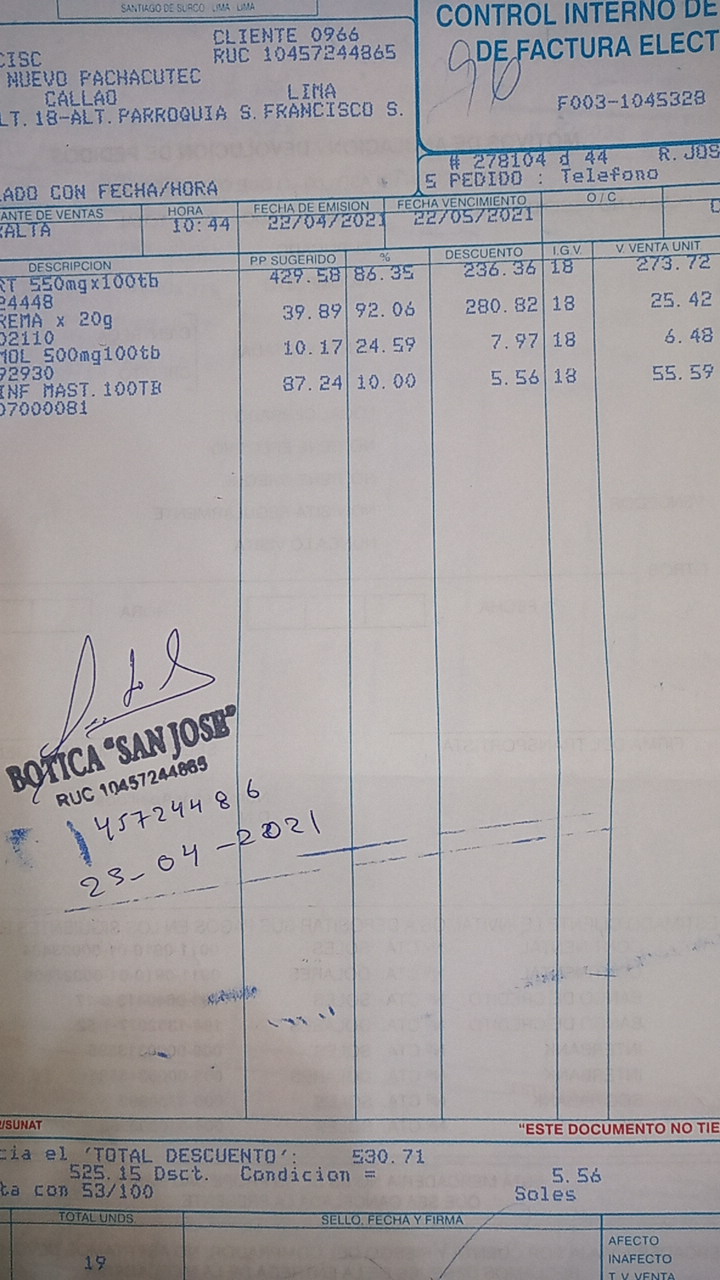 SANTIAGO DE SURCO LIMA LIMA
CONTROL INTERNO DE
DE FACTURA ELECT
F003-1045328
CLIENTE 0966
CISC RUC 10457244865
NUEVO PACHACUTEC
CALLAO LIMA
LT. 18-ALT. PARROQUIA S. FRANCISCO S.
# 278104 d 44 R. JOS
S PEDIDO : Telefono
LADO CON FECHA/HORA
ANTE DE VENTAS HORA FECHA DE EMISION FECHA VENCIMIENTO O / C
RALTA 10:44 22/04/2021 22/05/2021
DESCRIPCION PP SUGERIDO % DESCUENTO I.G.V. V. VENTA UNIT
RT 550mgx100tb 429.58 86.35 236.36 18 273.72
24448
REMA x 20g 39.89 92.06 280.82 18 25.42
02110
MOL 500mg100tb 10.17 24.59 7.97 18 6.48
92930
INF MAST. 100TB 87.24 10.00 5.56 18 55.59
07000081
BOTICA "SAN JOSE"
RUC 10457244865
45724486
23-04-2021
/SUNAT "ESTE DOCUMENTO NO TIE
cia el 'TOTAL DESCUENTO': 530.71
525.15 Dsct. Condicion = 5.56
ta con 53/100 Soles
TOTAL UNDS. SELLO, FECHA Y FIRMA
19
AFECTO
INAFECTO
T. V. VENTA